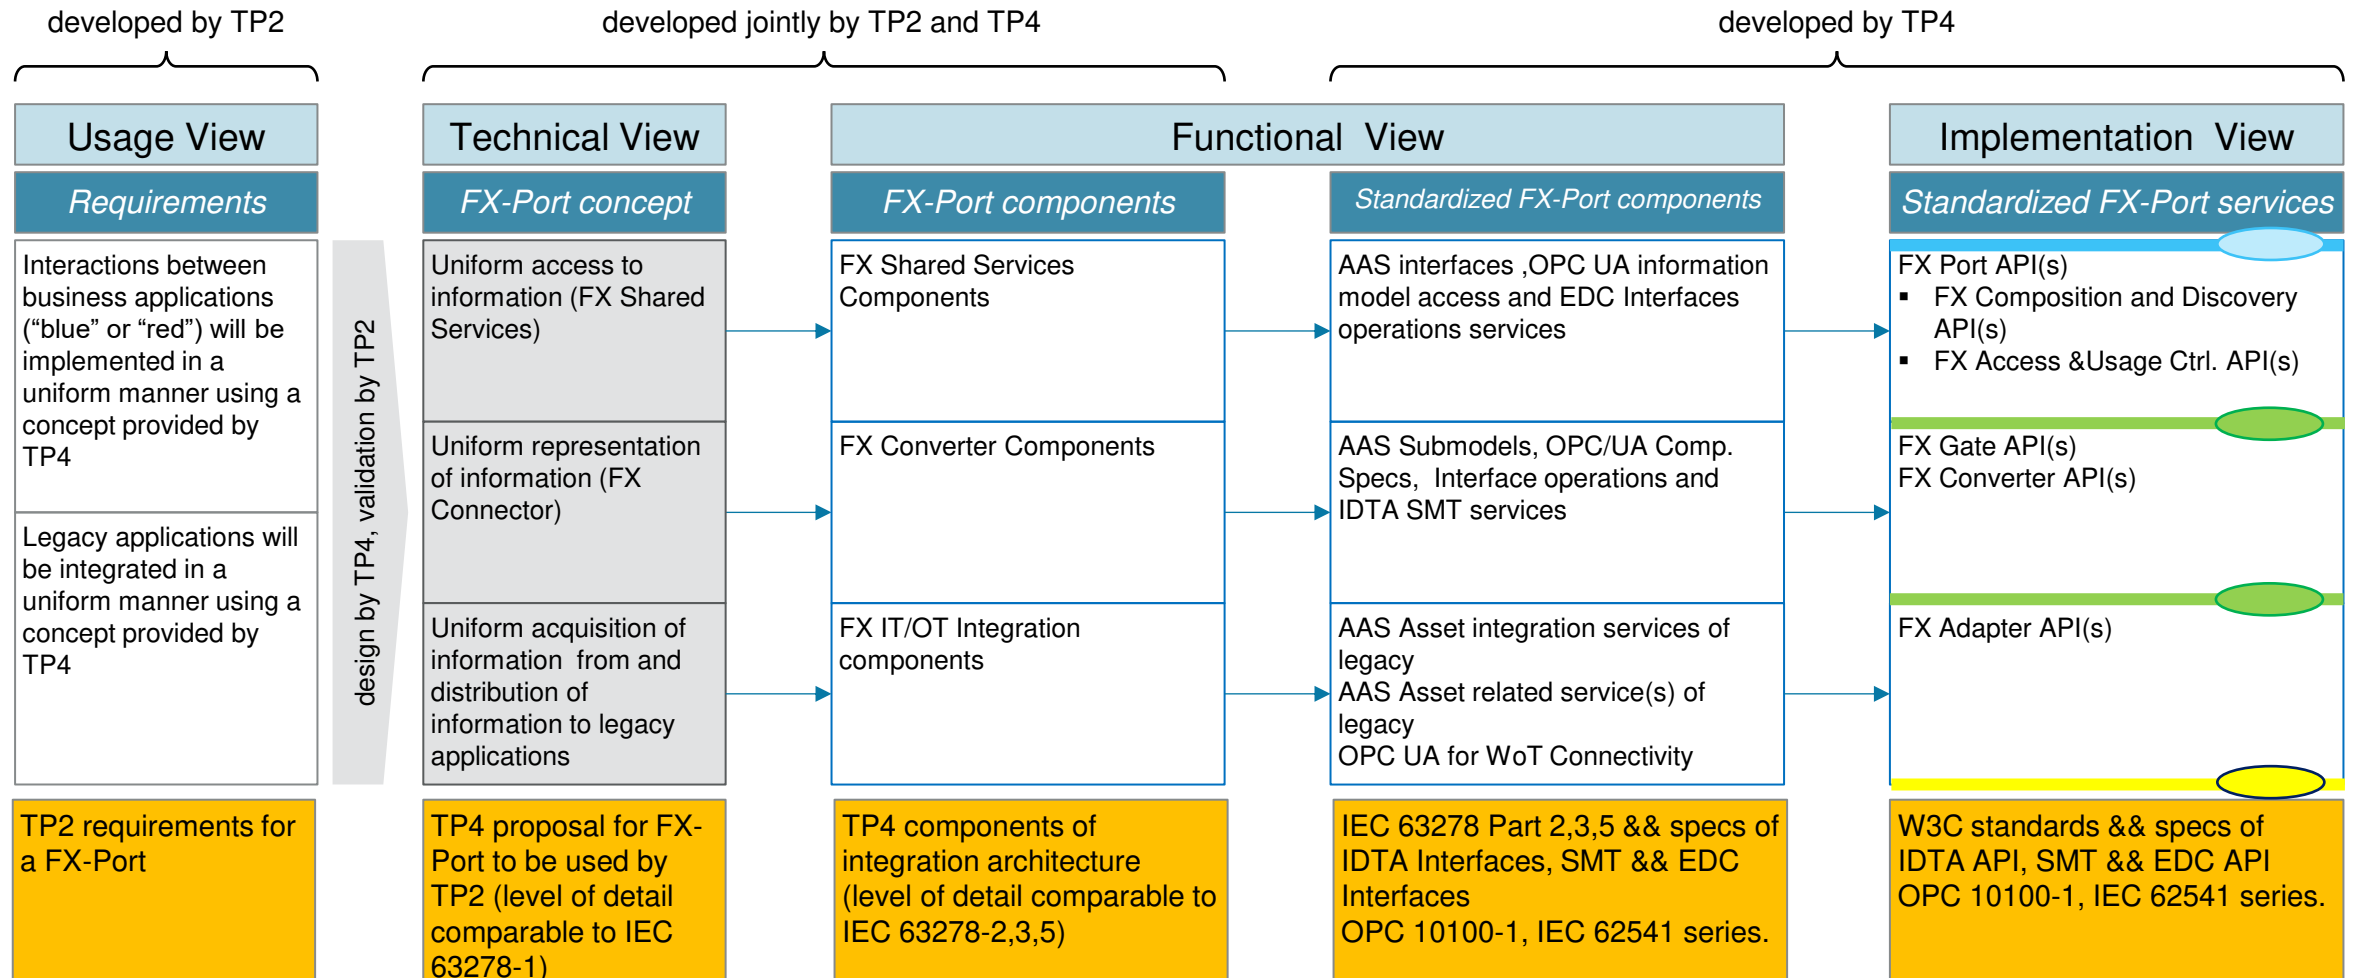 developed by TP2
developed jointly by TP2 and TP4
developed by TP4
Usage View
Technical View
Functional View
Implementation View
Requirements
FX-Port concept
FX-Port components
Standardized FX-Port components
Standardized FX-Port services
Interactions between
business applications
(“blue” or “red”) will be
implemented in a
uniform manner using a
concept provided by
TP4
Legacy applications will
be integrated in a
uniform manner using a
concept provided by
TP4
design by TP4, validation by TP2
Uniform access to
information (FX Shared
Services)
Uniform representation
of information (FX
Connector)
Uniform acquisition of
information from and
distribution of
information to legacy
applications
FX Shared Services
Components
FX Converter Components
FX IT/OT Integration
components
AAS interfaces ,OPC UA information
model access and EDC Interfaces
operations services
AAS Submodels, OPC/UA Comp.
Specs, Interface operations and
IDTA SMT services
AAS Asset integration services of
legacy
AAS Asset related service(s) of
legacy
OPC UA for WoT Connectivity
FX Port API(s)
▪ FX Composition and Discovery
API(s)
▪ FX Access &Usage Ctrl. API(s)
FX Gate API(s)
FX Converter API(s)
FX Adapter API(s)
TP2 requirements for
a FX-Port
TP4 proposal for FX-
Port to be used by
TP2 (level of detail
comparable to IEC
63278-1)
TP4 components of
integration architecture
(level of detail comparable to
IEC 63278-2,3,5)
IEC 63278 Part 2,3,5 && specs of
IDTA Interfaces, SMT && EDC
Interfaces
OPC 10100-1, IEC 62541 series.
W3C standards && specs of
IDTA API, SMT && EDC API
OPC 10100-1, IEC 62541 series.